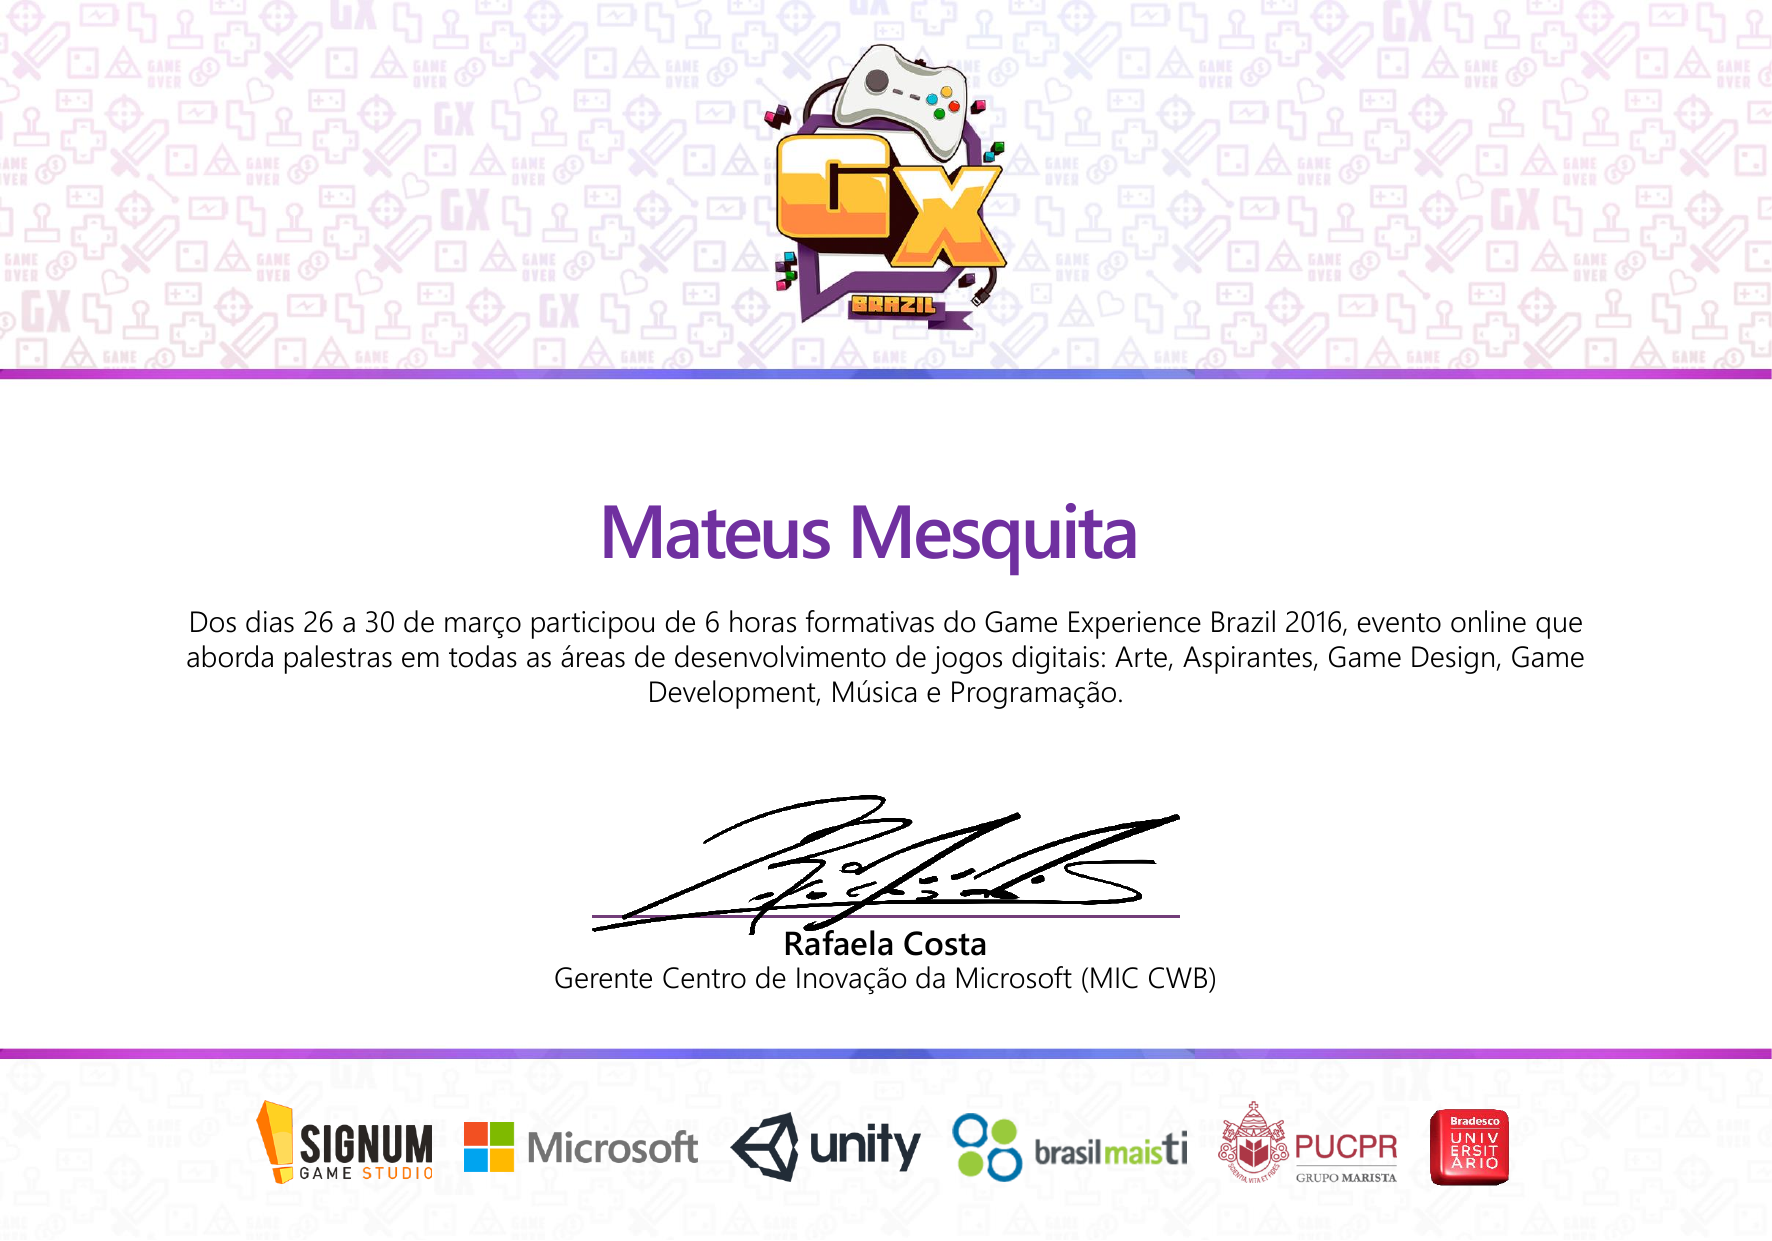 GX
BRAZIL
Mateus Mesquita
Dos dias 26 a 30 de março participou de 6 horas formativas do Game Experience Brazil 2016, evento online que
aborda palestras em todas as áreas de desenvolvimento de jogos digitais: Arte, Aspirantes, Game Design, Game
Development, Música e Programação.
Rafaela Costa
Gerente Centro de Inovação da Microsoft (MIC CWB)
SIGNUM
GAME STUDIO
Microsoft
unity
brasilmaisti
PUCPR
GRUPO MARISTA
Bradesco
UNIV
ERSIT
ÁRIO